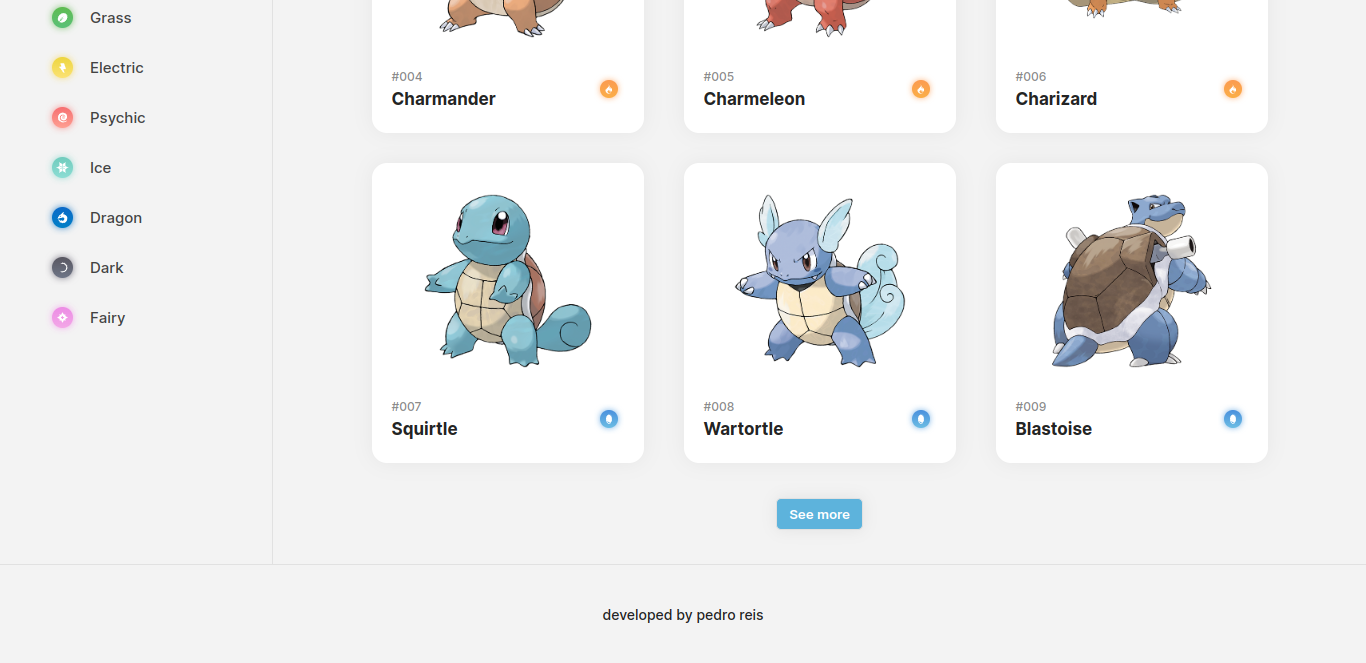 Grass
Electric
Psychic
Ice
Dragon
Dark
Fairy
#004
Charmander
#005
Charmeleon
#006
Charizard
#007
Squirtle
#008
Wartortle
#009
Blastoise
See more
developed by pedro reis